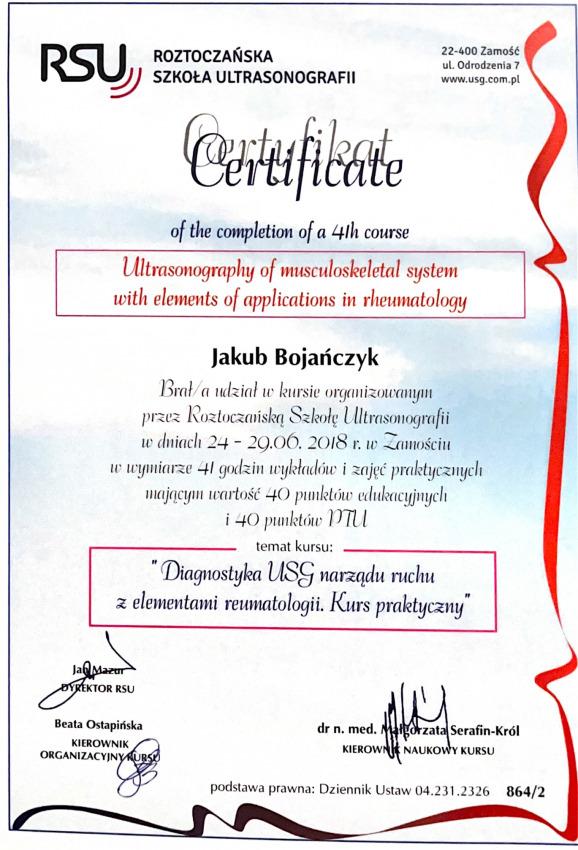 RSU
ROZTOCZAŃSKA
SZKOŁA ULTRASONOGRAFII
22-400 Zamość
ul. Odrodzenia 7
www.usg.com.pl
Certyfikat
Certificate
of the completion of a 41h course
Ultrasonography of musculoskeletal system
with elements of applications in rheumatology
Jakub Bojańczyk
Brał/a udział w kursie organizowanym
przez Roztoczańską Szkołę Ultrasonografii
w dniach 24 - 29.06. 2018 r. w Zamościu
w wymiarze 41 godzin wykładów i zajęć praktycznych
mającym wartość 40 punktów edukacyjnych
i 40 punktów PTU
temat kursu:
"Diagnostyka USG narządu ruchu
z elementami reumatologii. Kurs praktyczny"
Jan Mazur
DYREKTOR RSU
Beata Ostapińska
KIEROWNIK
ORGANIZACYJNY KURSU
dr n. med. Małgorzata Serafin-Król
KIEROWNIK NAUKOWY KURSU
podstawa prawna: Dziennik Ustaw 04.231.2326 864/2